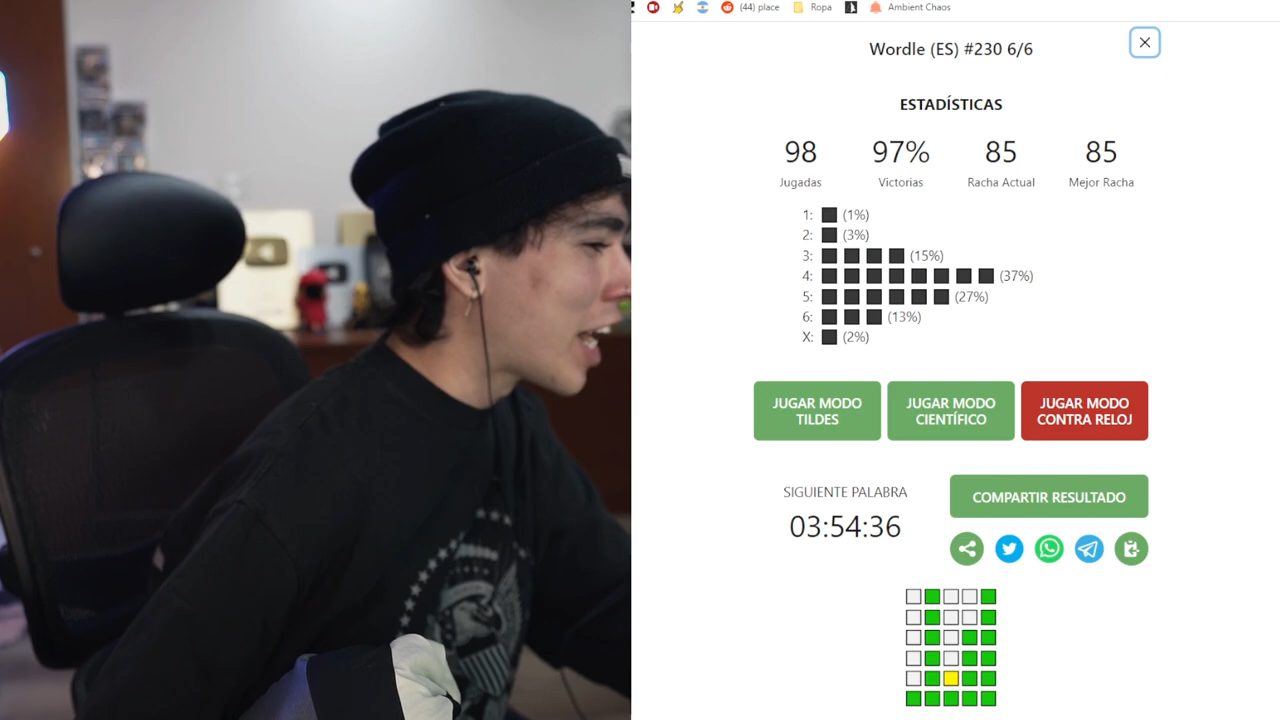 (44) place
Ropa
Ambient Chaos
Wordle (ES) #230 6/6
ESTADÍSTICAS
98
97%
85
85
Jugadas
Victorias
Racha Actual
Mejor Racha
1: (1%)
2: (3%)
3: (15%)
4: (37%)
5: (27%)
6: (13%)
X: (2%)
JUGAR MODO
TILDES
JUGAR MODO
CIENTÍFICO
JUGAR MODO
CONTRA RELOJ
SIGUIENTE PALABRA
03:54:36
COMPARTIR RESULTADO